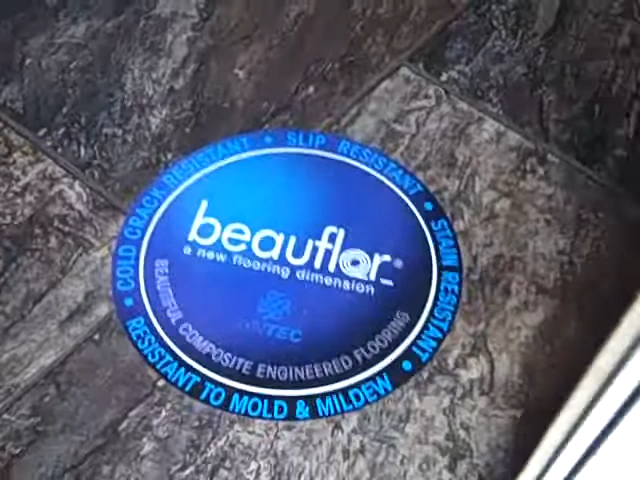 COLD CRACK RESISTANT • SLIP RESISTANT • STAIN RESISTANT •
beauflor
a new flooring dimension
BEAUTIFUL COMPOSITE ENGINEERED FLOORING
RESISTANT TO MOLD & MILDEW •